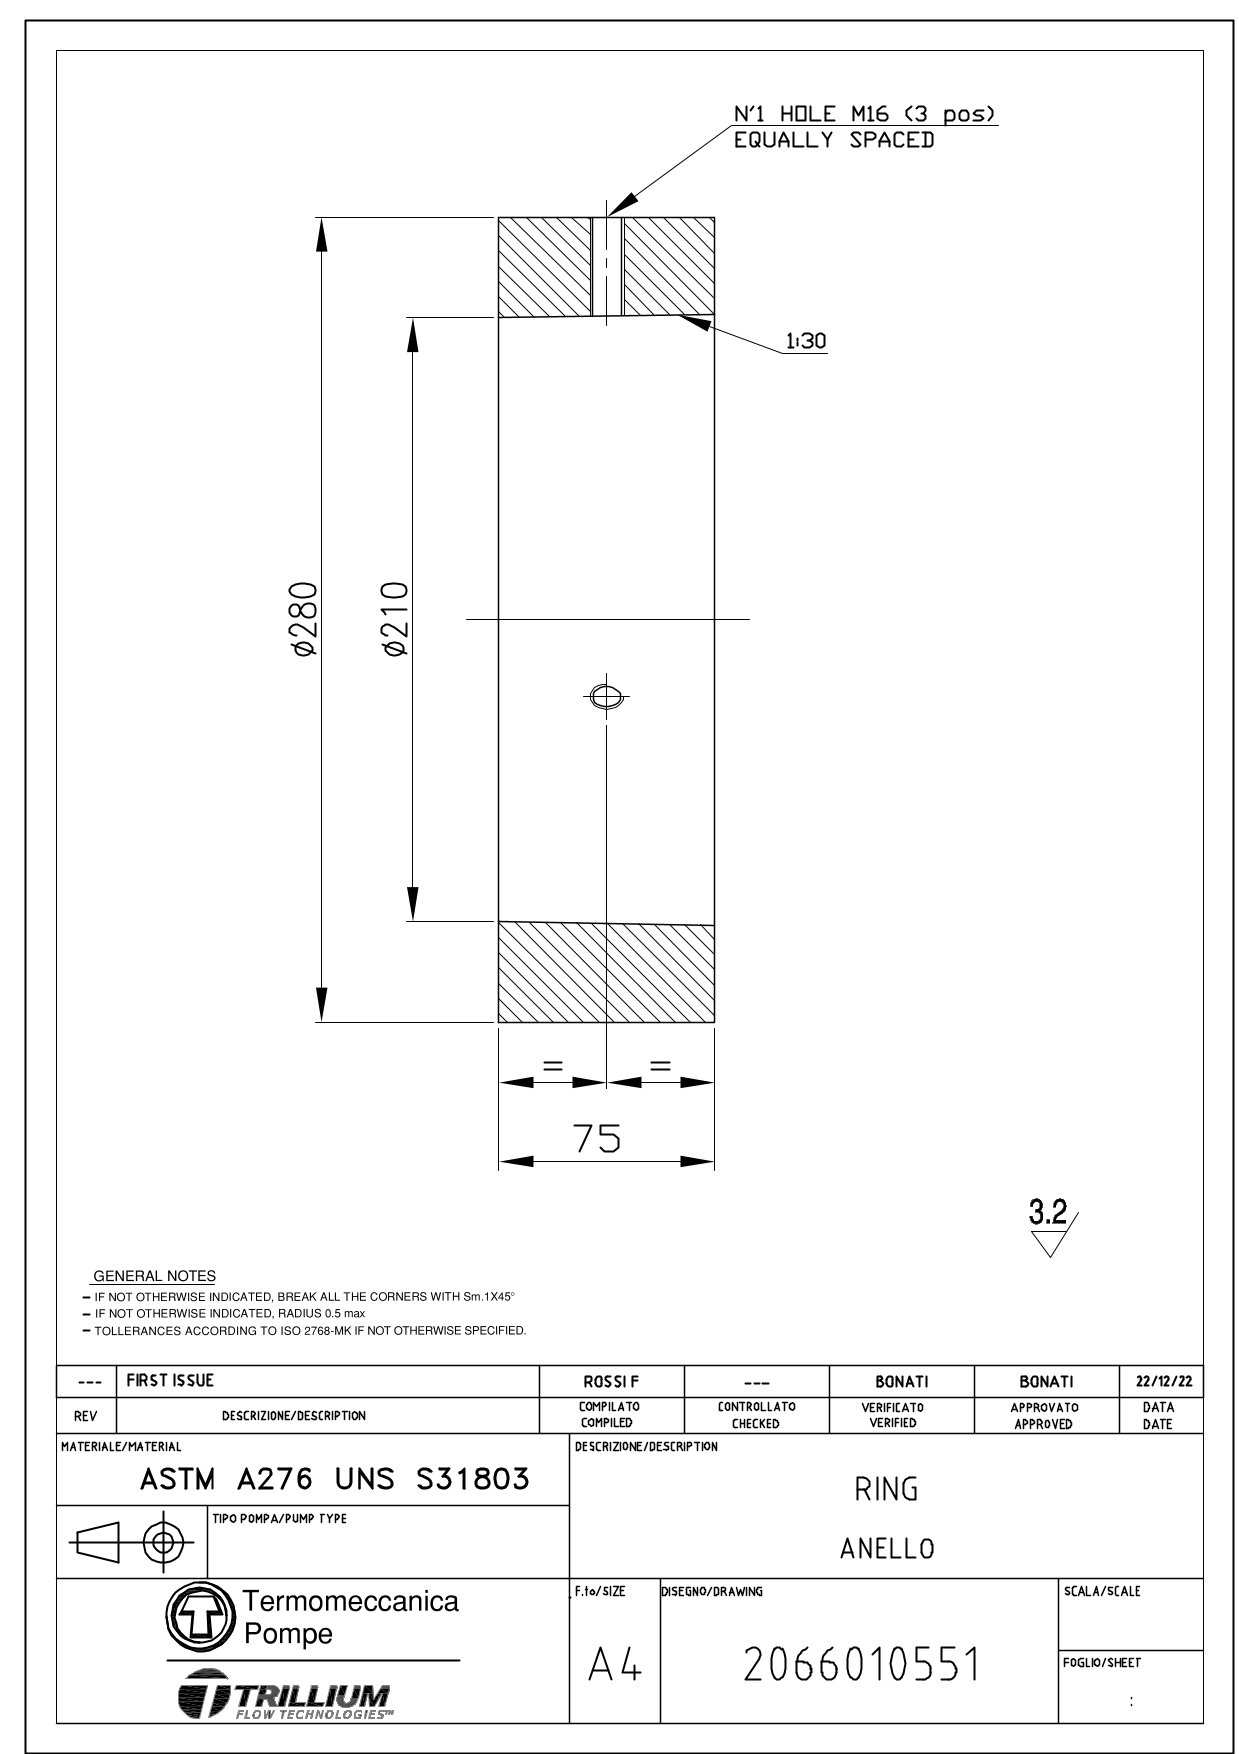 N'1 HOLE M16 (3 pos)
EQUALLY SPACED
1:30
ø280
ø210
= =
75
3.2
GENERAL NOTES
- IF NOT OTHERWISE INDICATED, BREAK ALL THE CORNERS WITH Sm.1X45°
- IF NOT OTHERWISE INDICATED, RADIUS 0.5 max
- TOLLERANCES ACCORDING TO ISO 2768-MK IF NOT OTHERWISE SPECIFIED.
--- FIRST ISSUE ROSSI F --- BONATI BONATI 22/12/22
REV DESCRIZIONE/DESCRIPTION COMPILATO COMPILED CONTROLLATO CHECKED VERIFICATO VERIFIED APPROVATO APPROVED DATA DATE
MATERIALE/MATERIAL
ASTM A276 UNS S31803
DESCRIZIONE/DESCRIPTION
RING
ANELLO
TIPO POMPA/PUMP TYPE
Termomeccanica
Pompe
TRILLIUM
FLOW TECHNOLOGIES™
F.to/SIZE
A4
DISEGNO/DRAWING
2066010551
SCALA/SCALE
FOGLIO/SHEET
: